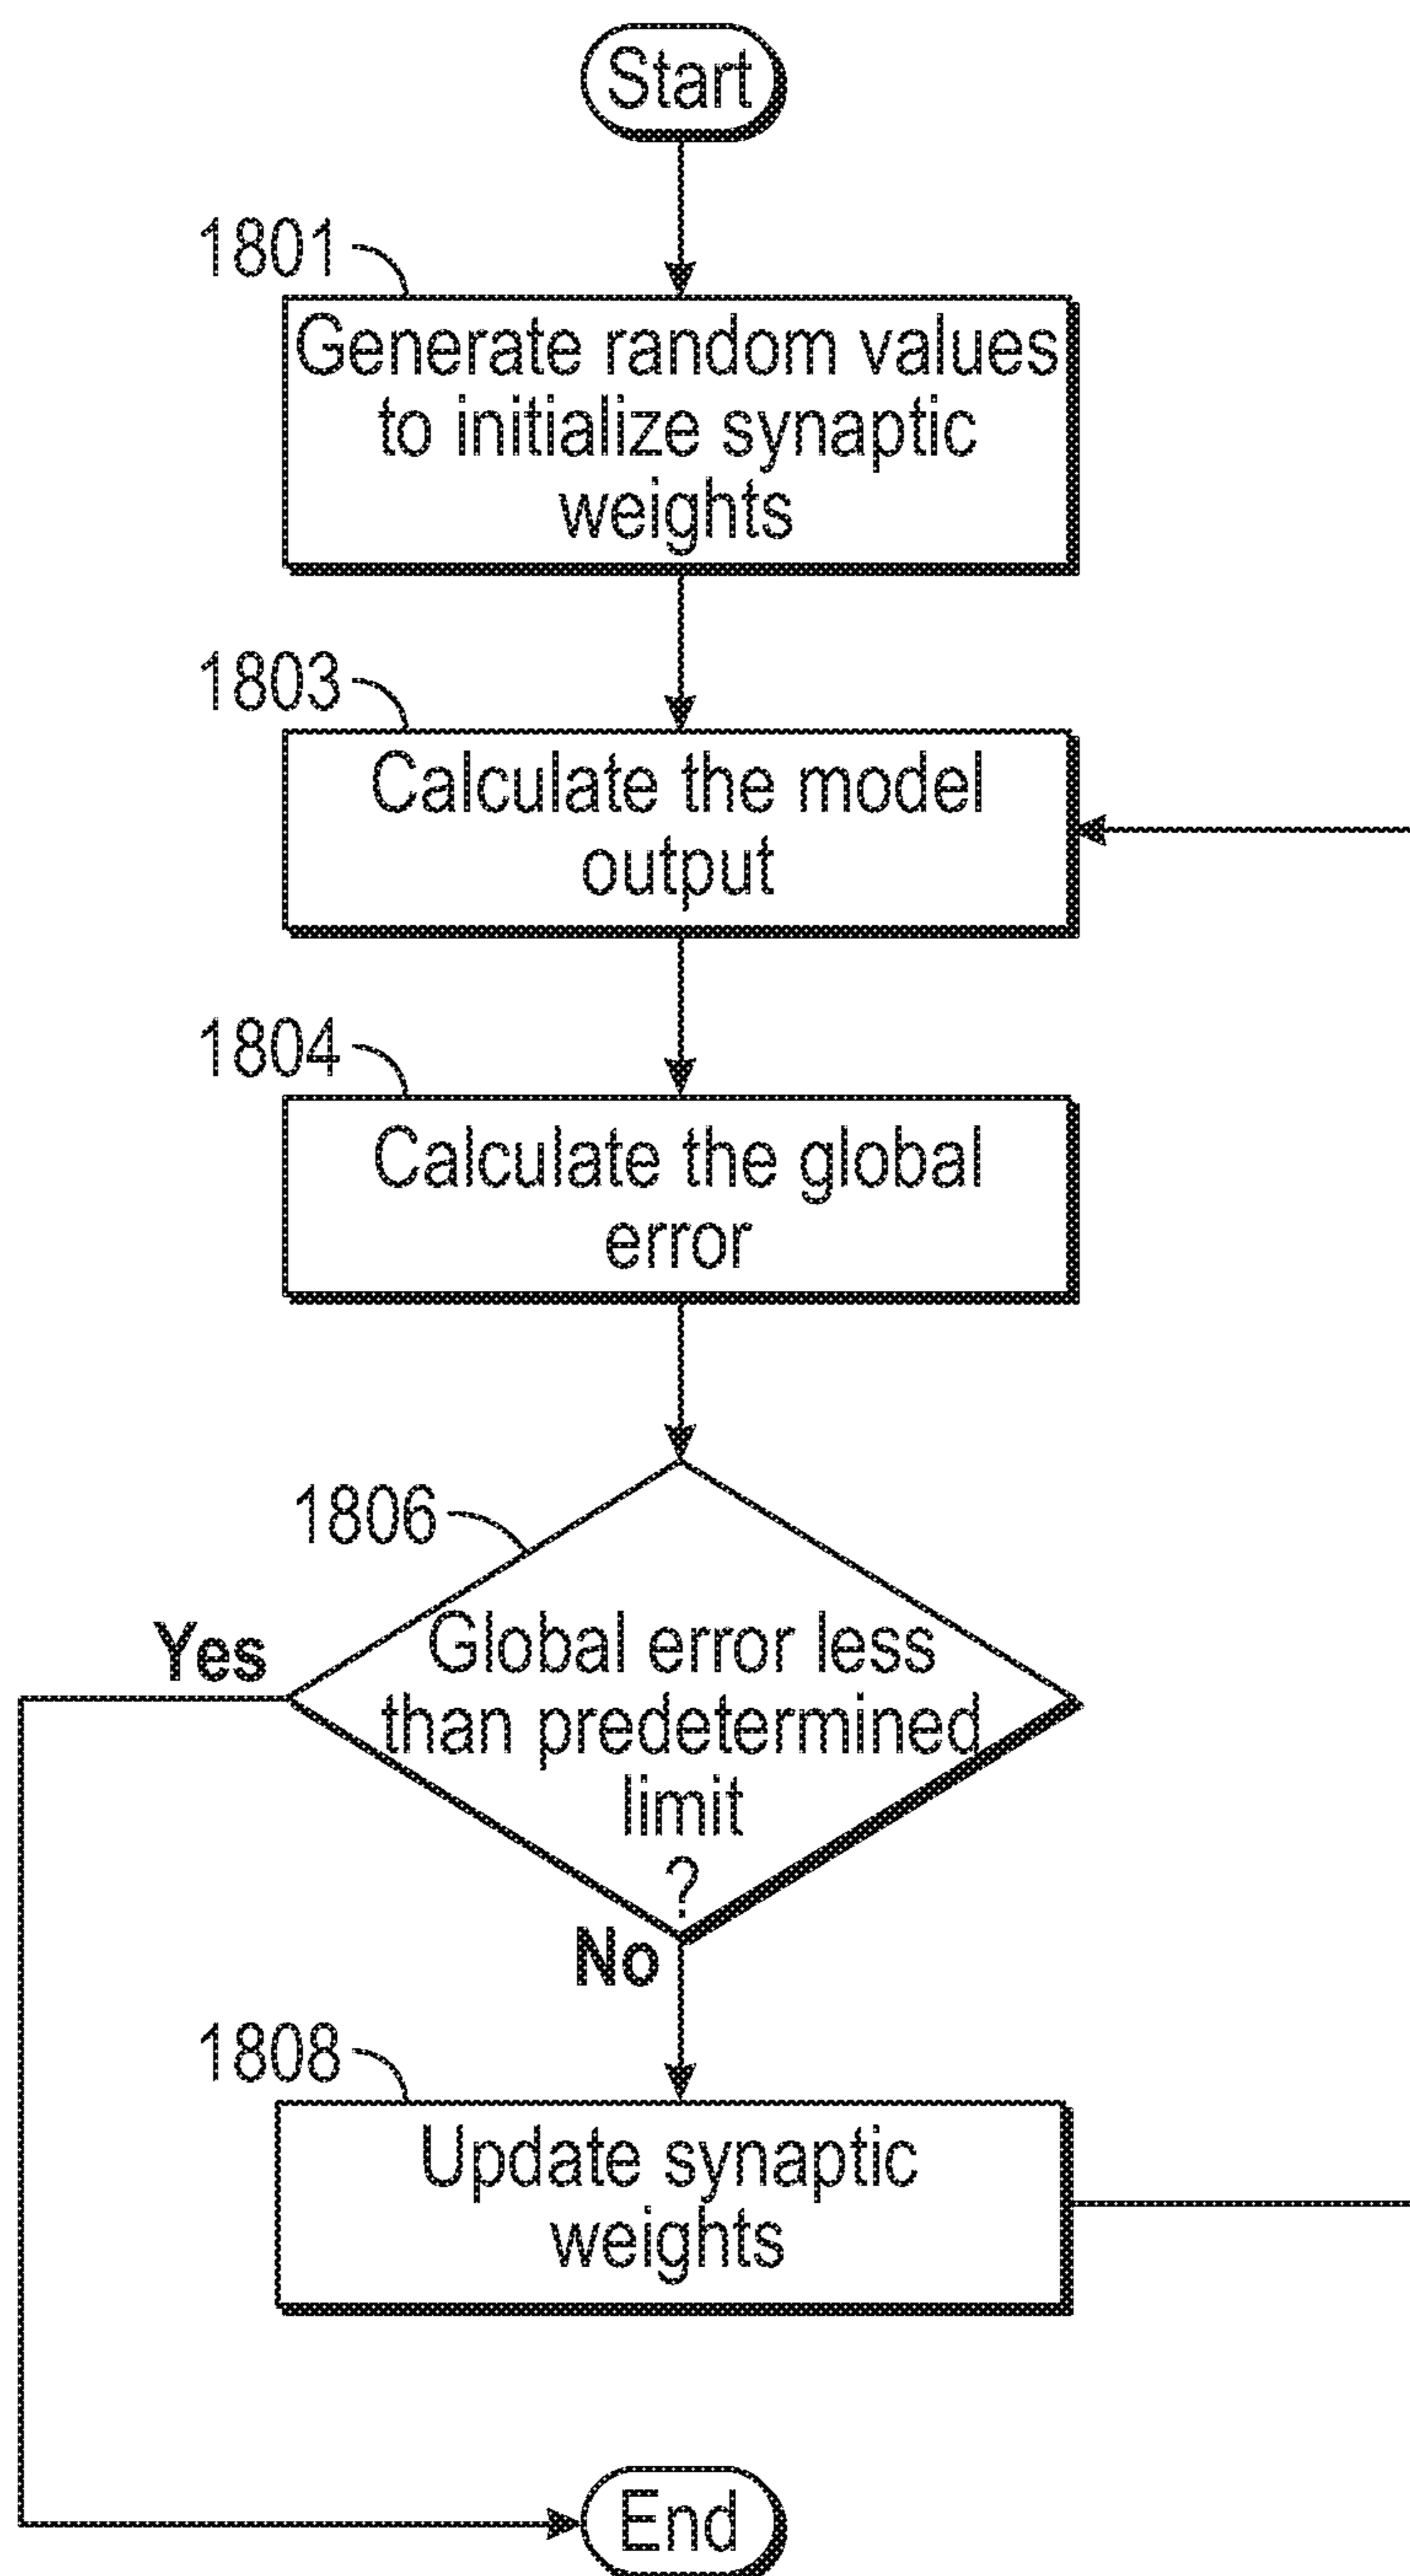 Start
1801
Generate random values
to initialize synaptic
weights
1803
Calculate the model
output
1804
Calculate the global
error
1806
Yes
Global error less
than predetermined
limit
?
No
1808
Update synaptic
weights
End